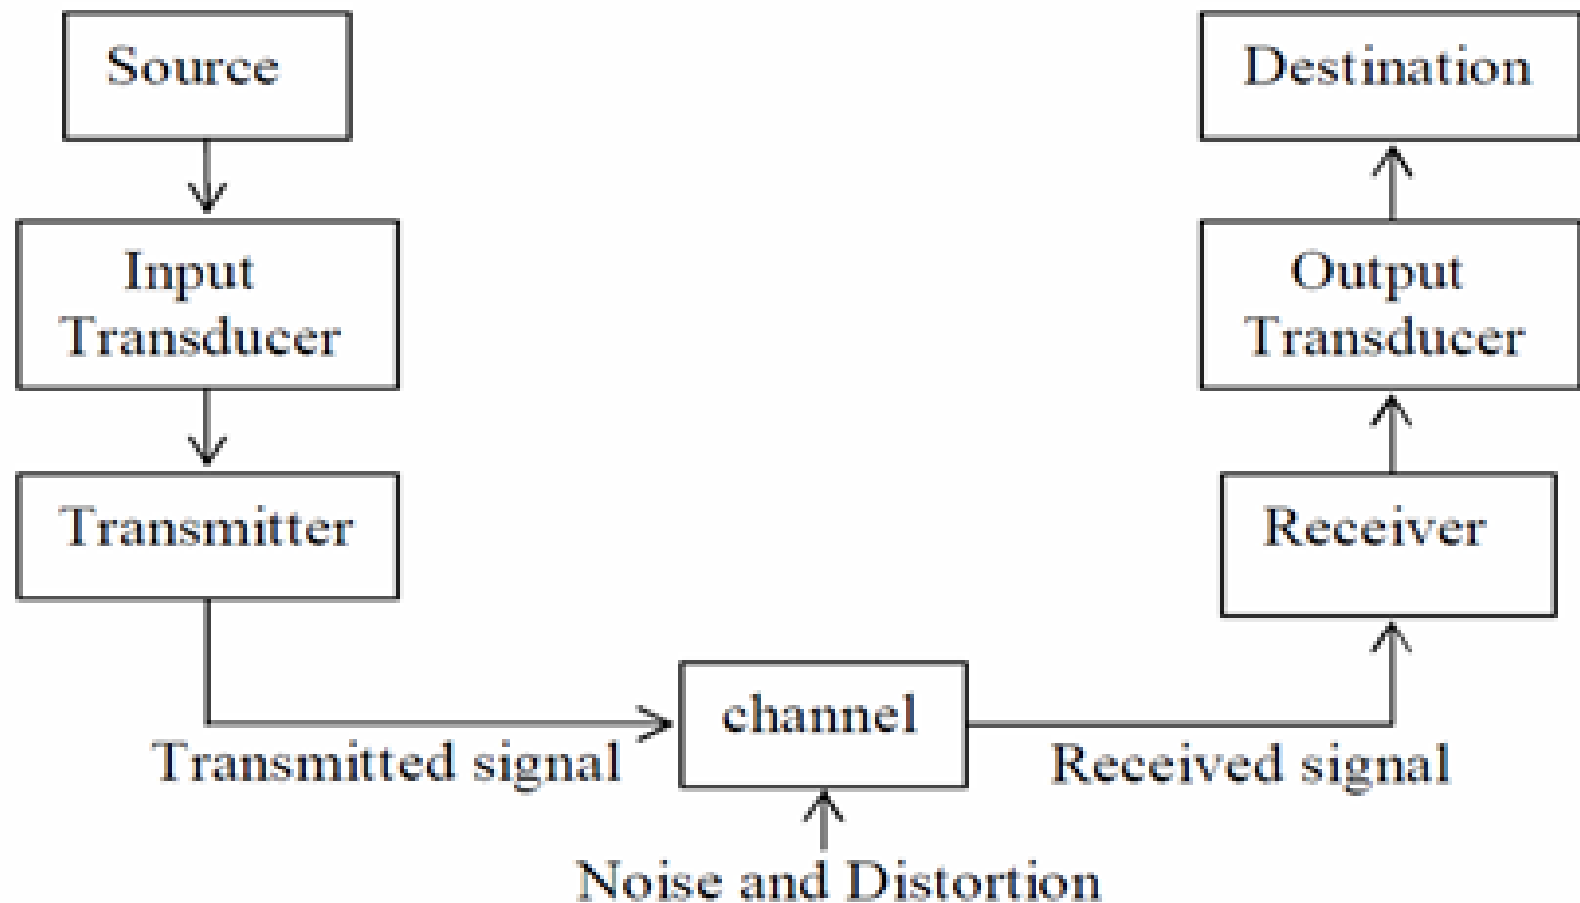 Source
Input
Transducer
Transmitter
Transmitted signal
channel
Noise and Distortion
Received signal
Receiver
Output
Transducer
Destination